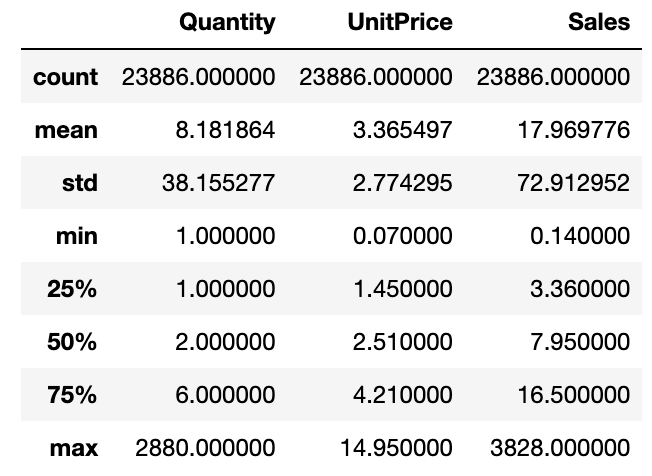 Quantity UnitPrice Sales
count 23886.000000 23886.000000 23886.000000
mean 8.181864 3.365497 17.969776
std 38.155277 2.774295 72.912952
min 1.000000 0.070000 0.140000
25% 1.000000 1.450000 3.360000
50% 2.000000 2.510000 7.950000
75% 6.000000 4.210000 16.500000
max 2880.000000 14.950000 3828.000000